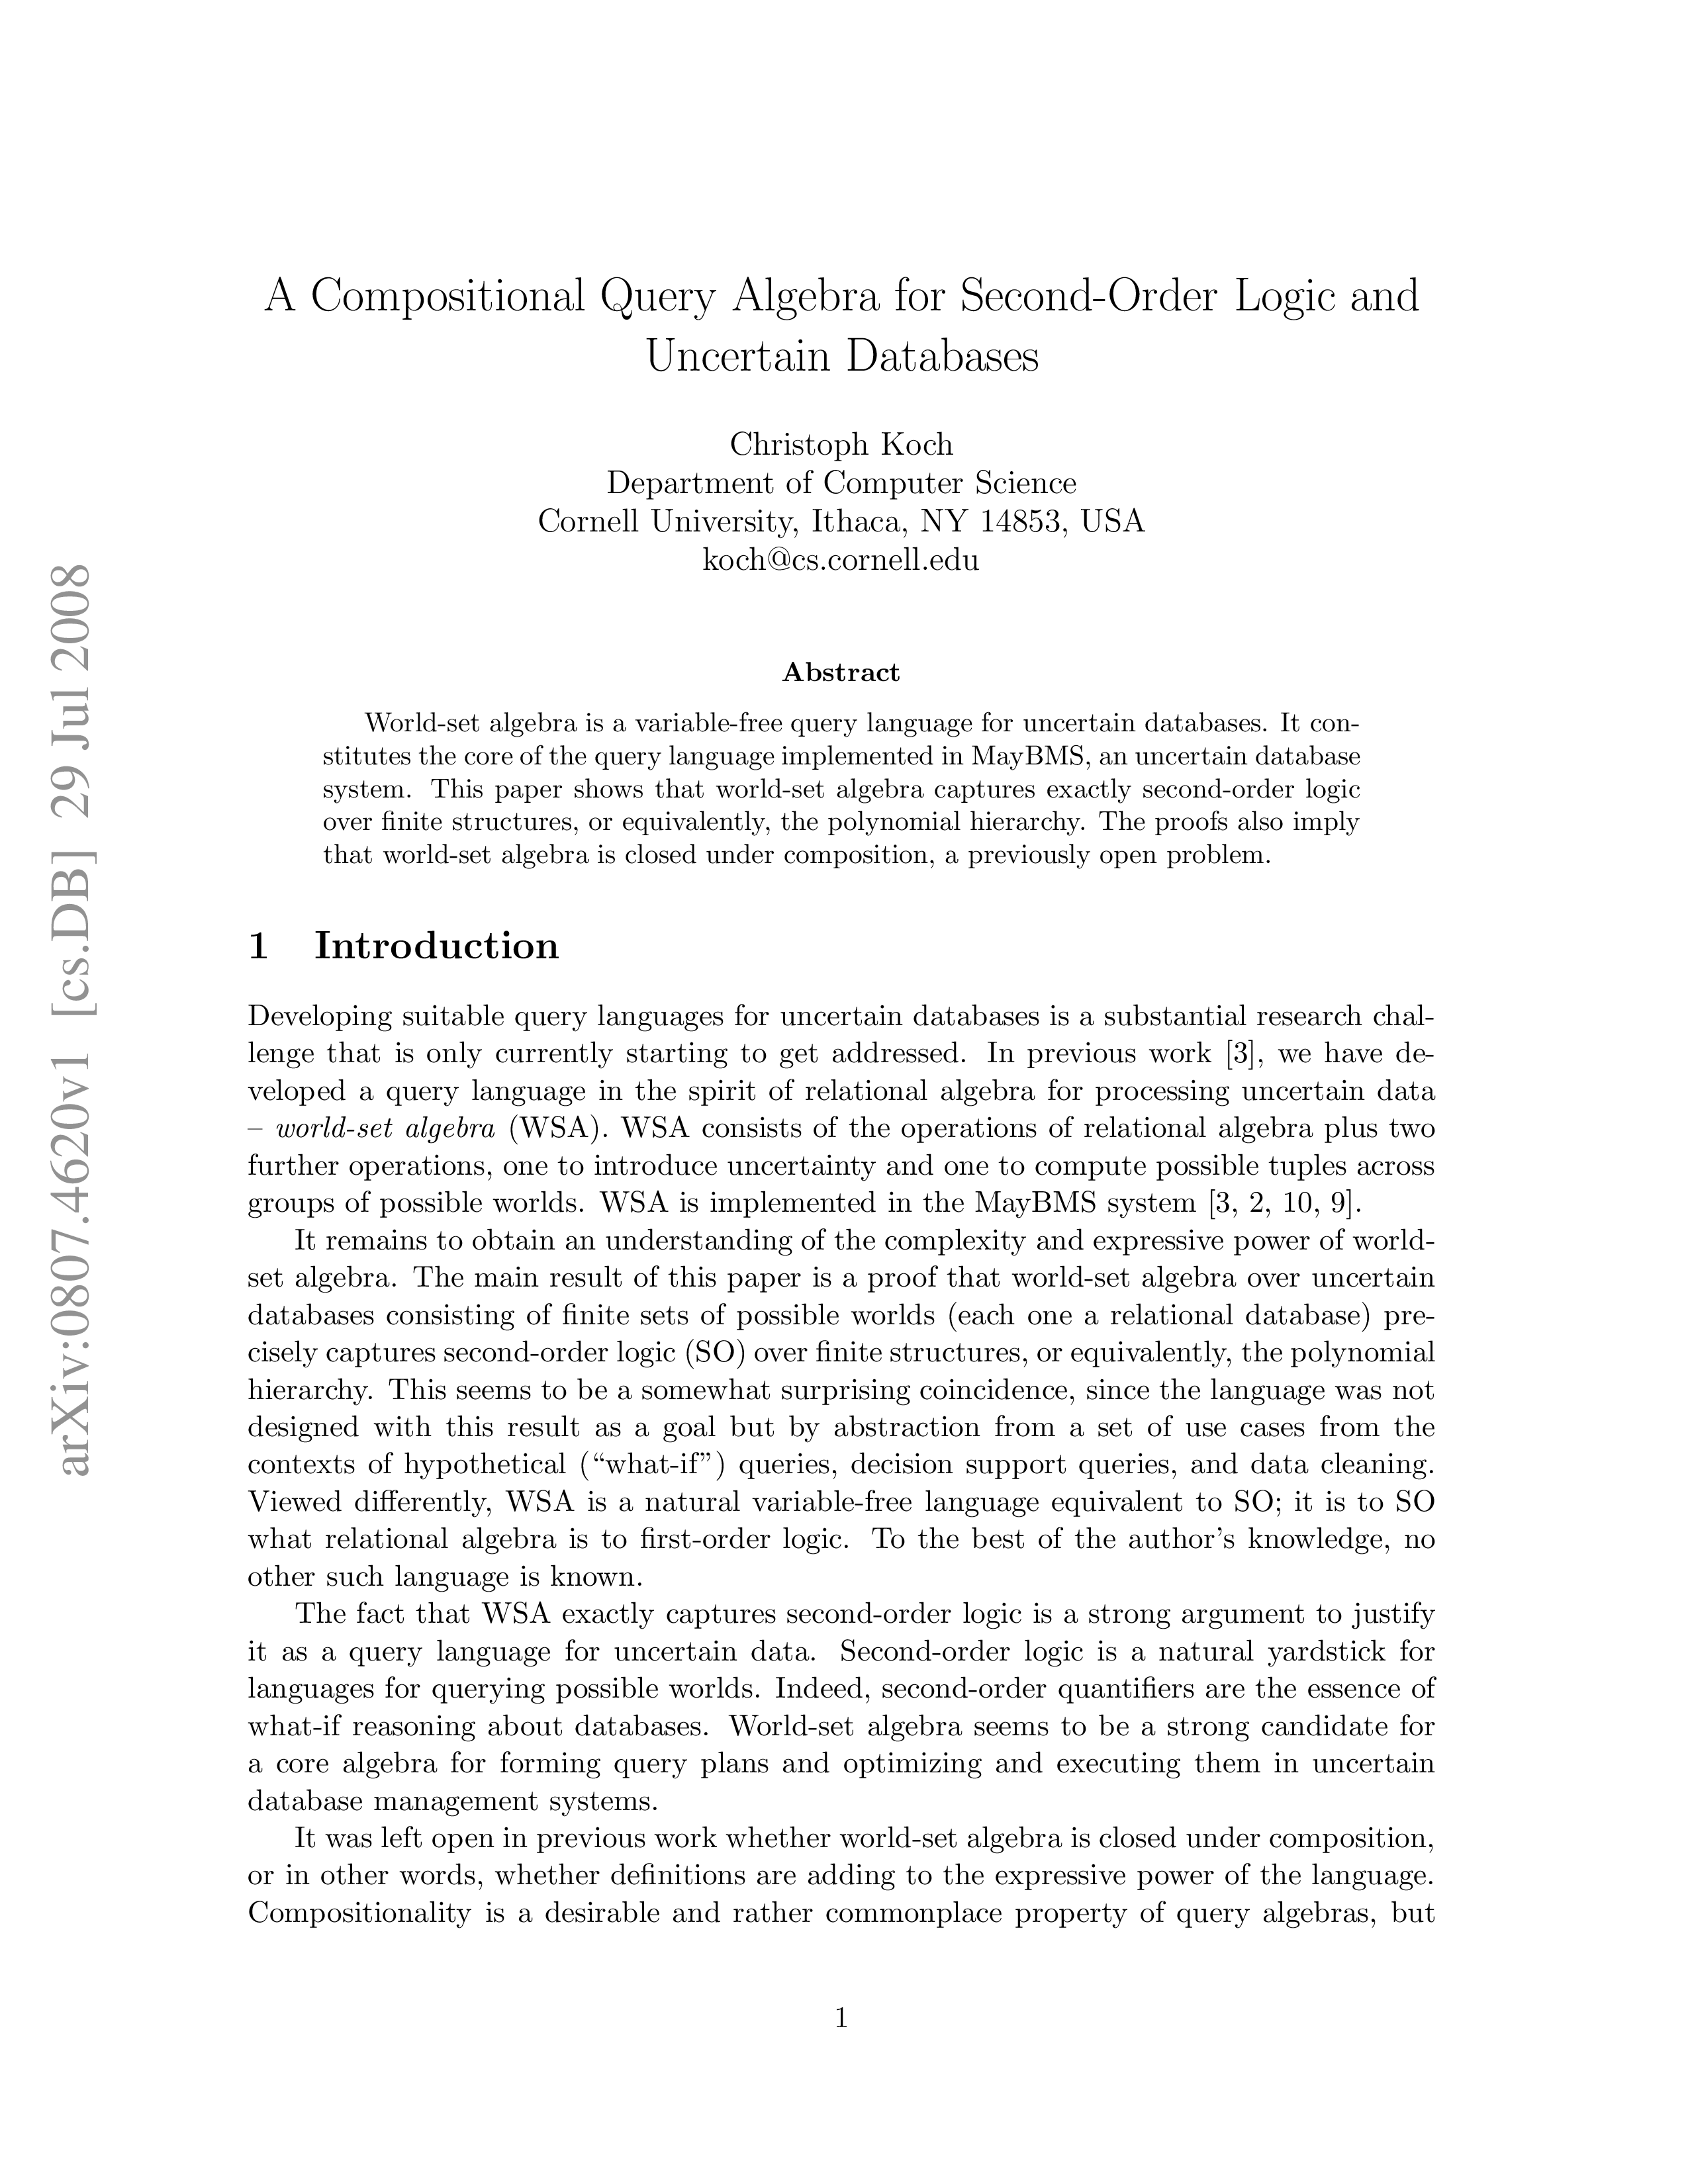 A Compositional Query Algebra for Second-Order Logic and
Uncertain Databases
Christoph Koch
Department of Computer Science
Cornell University, Ithaca, NY 14853, USA
koch@cs.cornell.edu
Abstract
World-set algebra is a variable-free query language for uncertain databases. It con-
stitutes the core of the query language implemented in MayBMS, an uncertain database
system. This paper shows that world-set algebra captures exactly second-order logic
over finite structures, or equivalently, the polynomial hierarchy. The proofs also imply
that world-set algebra is closed under composition, a previously open problem.
1 Introduction
Developing suitable query languages for uncertain databases is a substantial research chal-
lenge that is only currently starting to get addressed. In previous work [3], we have de-
veloped a query language in the spirit of relational algebra for processing uncertain data
– world-set algebra (WSA). WSA consists of the operations of relational algebra plus two
further operations, one to introduce uncertainty and one to compute possible tuples across
groups of possible worlds. WSA is implemented in the MayBMS system [3, 2, 10, 9].
It remains to obtain an understanding of the complexity and expressive power of world-
set algebra. The main result of this paper is a proof that world-set algebra over uncertain
databases consisting of finite sets of possible worlds (each one a relational database) pre-
cisely captures second-order logic (SO) over finite structures, or equivalently, the polynomial
hierarchy. This seems to be a somewhat surprising coincidence, since the language was not
designed with this result as a goal but by abstraction from a set of use cases from the
contexts of hypothetical (“what-if”) queries, decision support queries, and data cleaning.
Viewed differently, WSA is a natural variable-free language equivalent to SO; it is to SO
what relational algebra is to first-order logic. To the best of the author’s knowledge, no
other such language is known.
The fact that WSA exactly captures second-order logic is a strong argument to justify
it as a query language for uncertain data. Second-order logic is a natural yardstick for
languages for querying possible worlds. Indeed, second-order quantifiers are the essence of
what-if reasoning about databases. World-set algebra seems to be a strong candidate for
a core algebra for forming query plans and optimizing and executing them in uncertain
database management systems.
It was left open in previous work whether world-set algebra is closed under composition,
or in other words, whether definitions are adding to the expressive power of the language.
Compositionality is a desirable and rather commonplace property of query algebras, but
1
arXiv:0807.4620v1 [cs.DB] 29 Jul 2008